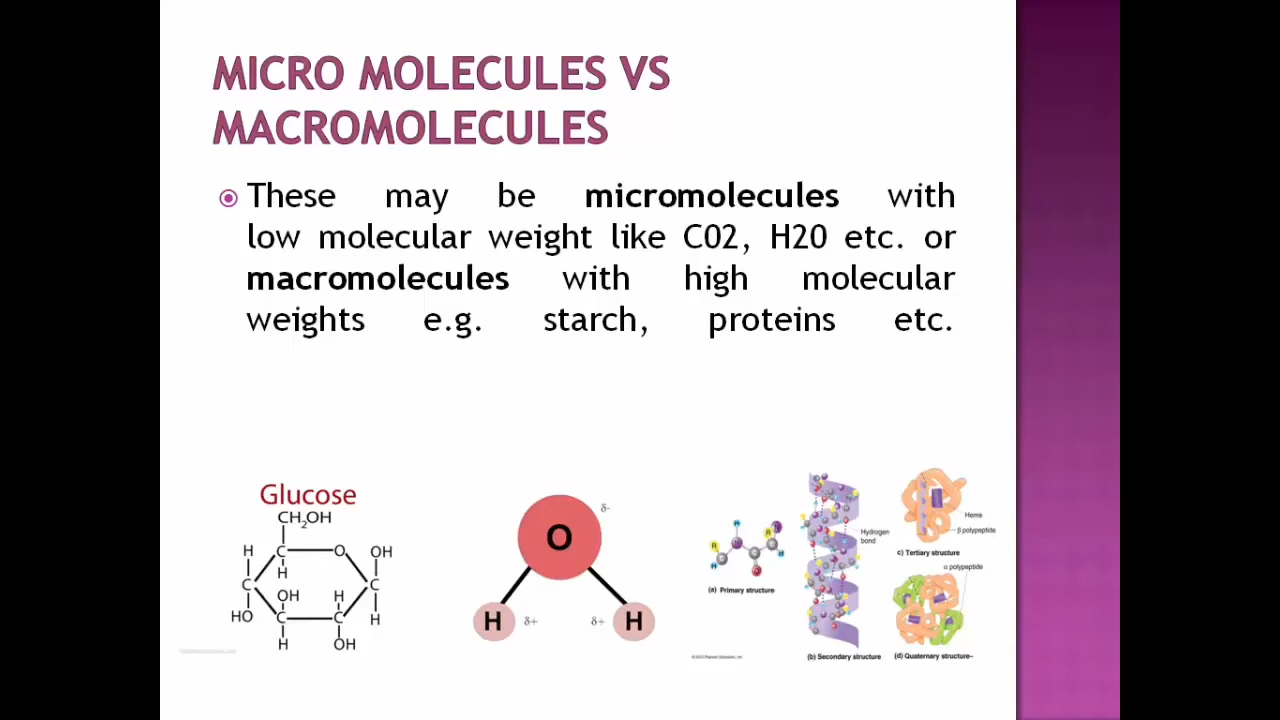 MICRO MOLECULES VS
MACROMOLECULES
These may be micromolecules with
low molecular weight like C02, H20 etc. or
macromolecules with high molecular
weights e.g. starch, proteins etc.
Glucose
CH2OH
H C O OH
H
C C
OH H
HO C C H
H OH
O δ-
H δ+ δ+ H
R H R H
H C N C C
O H
(a) Primary structure
Hydrogen
bond
(b) Secondary structure
Heme
β polypeptide
c) Tertiary structure
α polypeptide
(d) Quaternary structure–